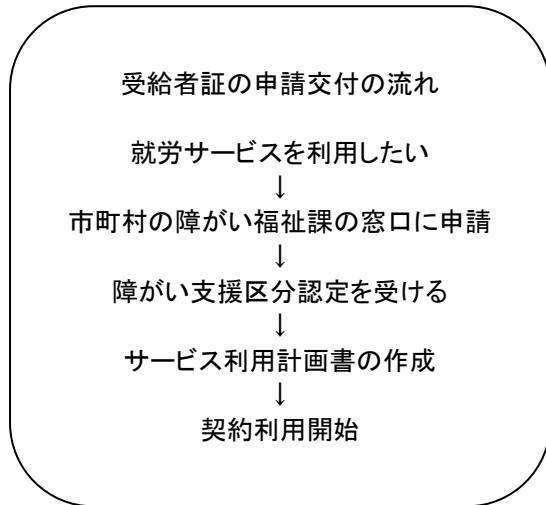 受給者証の申請交付の流れ
就労サービスを利用したい
↓
市町村の障がい福祉課の窓口に申請
↓
障がい支援区分認定を受ける
↓
サービス利用計画書の作成
↓
契約利用開始